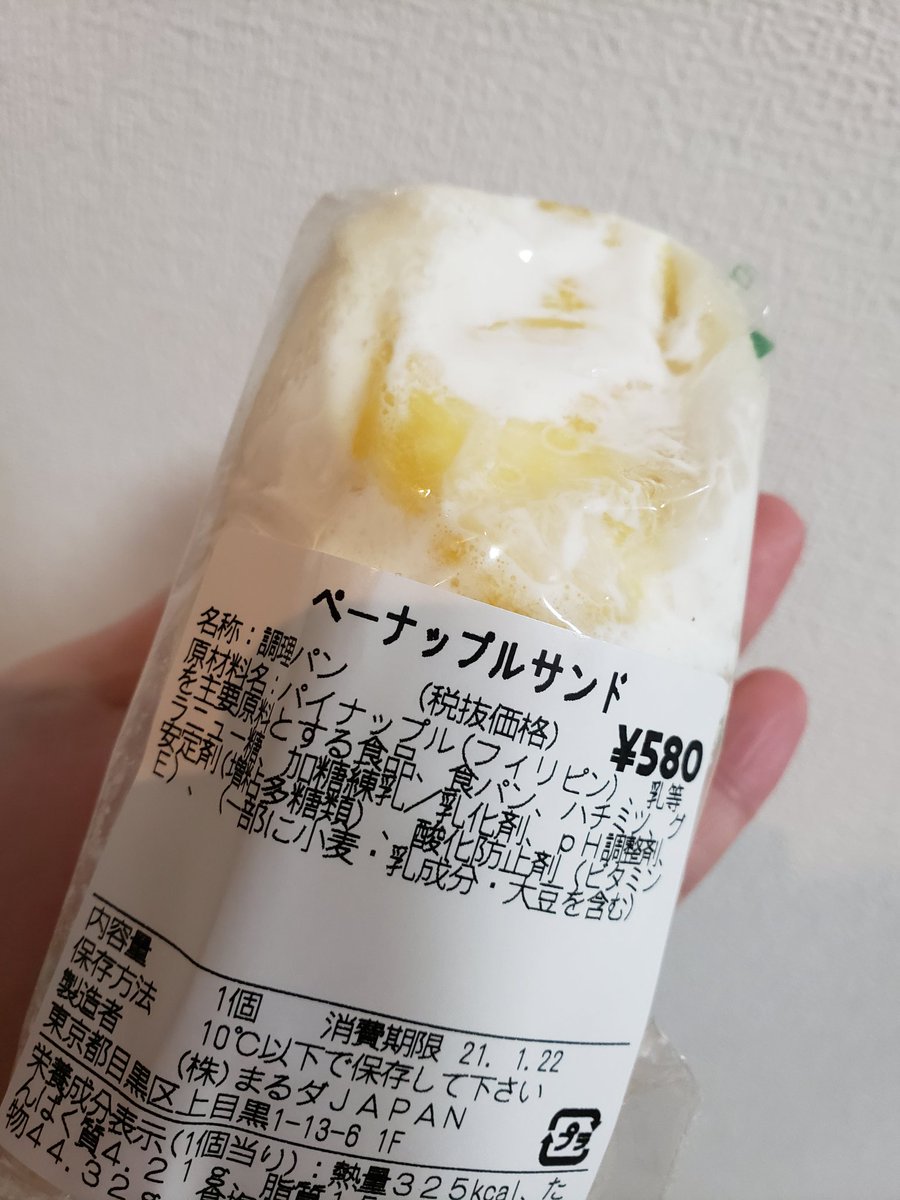 ペーナップルサンド
(税抜価格) ¥580
名称：調理パン
原材料名：パイナップル(フィリピン)、乳等
を主要原料とする食品、食パン、ハチミツ、グ
ラニュー糖、加糖練乳／乳化剤、pH調整剤、
安定剤(増粘多糖類)、酸化防止剤(ビタミン
E)、(一部に小麦・乳成分・大豆を含む)
内容量 1個 消費期限 21. 1.22
保存方法 10℃以下で保存して下さい
製造者 (株)まるダJAPAN
東京都目黒区上目黒1-13-6 1F
プラ
栄養成分表示(1個当り)：熱量325kcal、た
んぱく質4.21g、脂質1
物44.32g